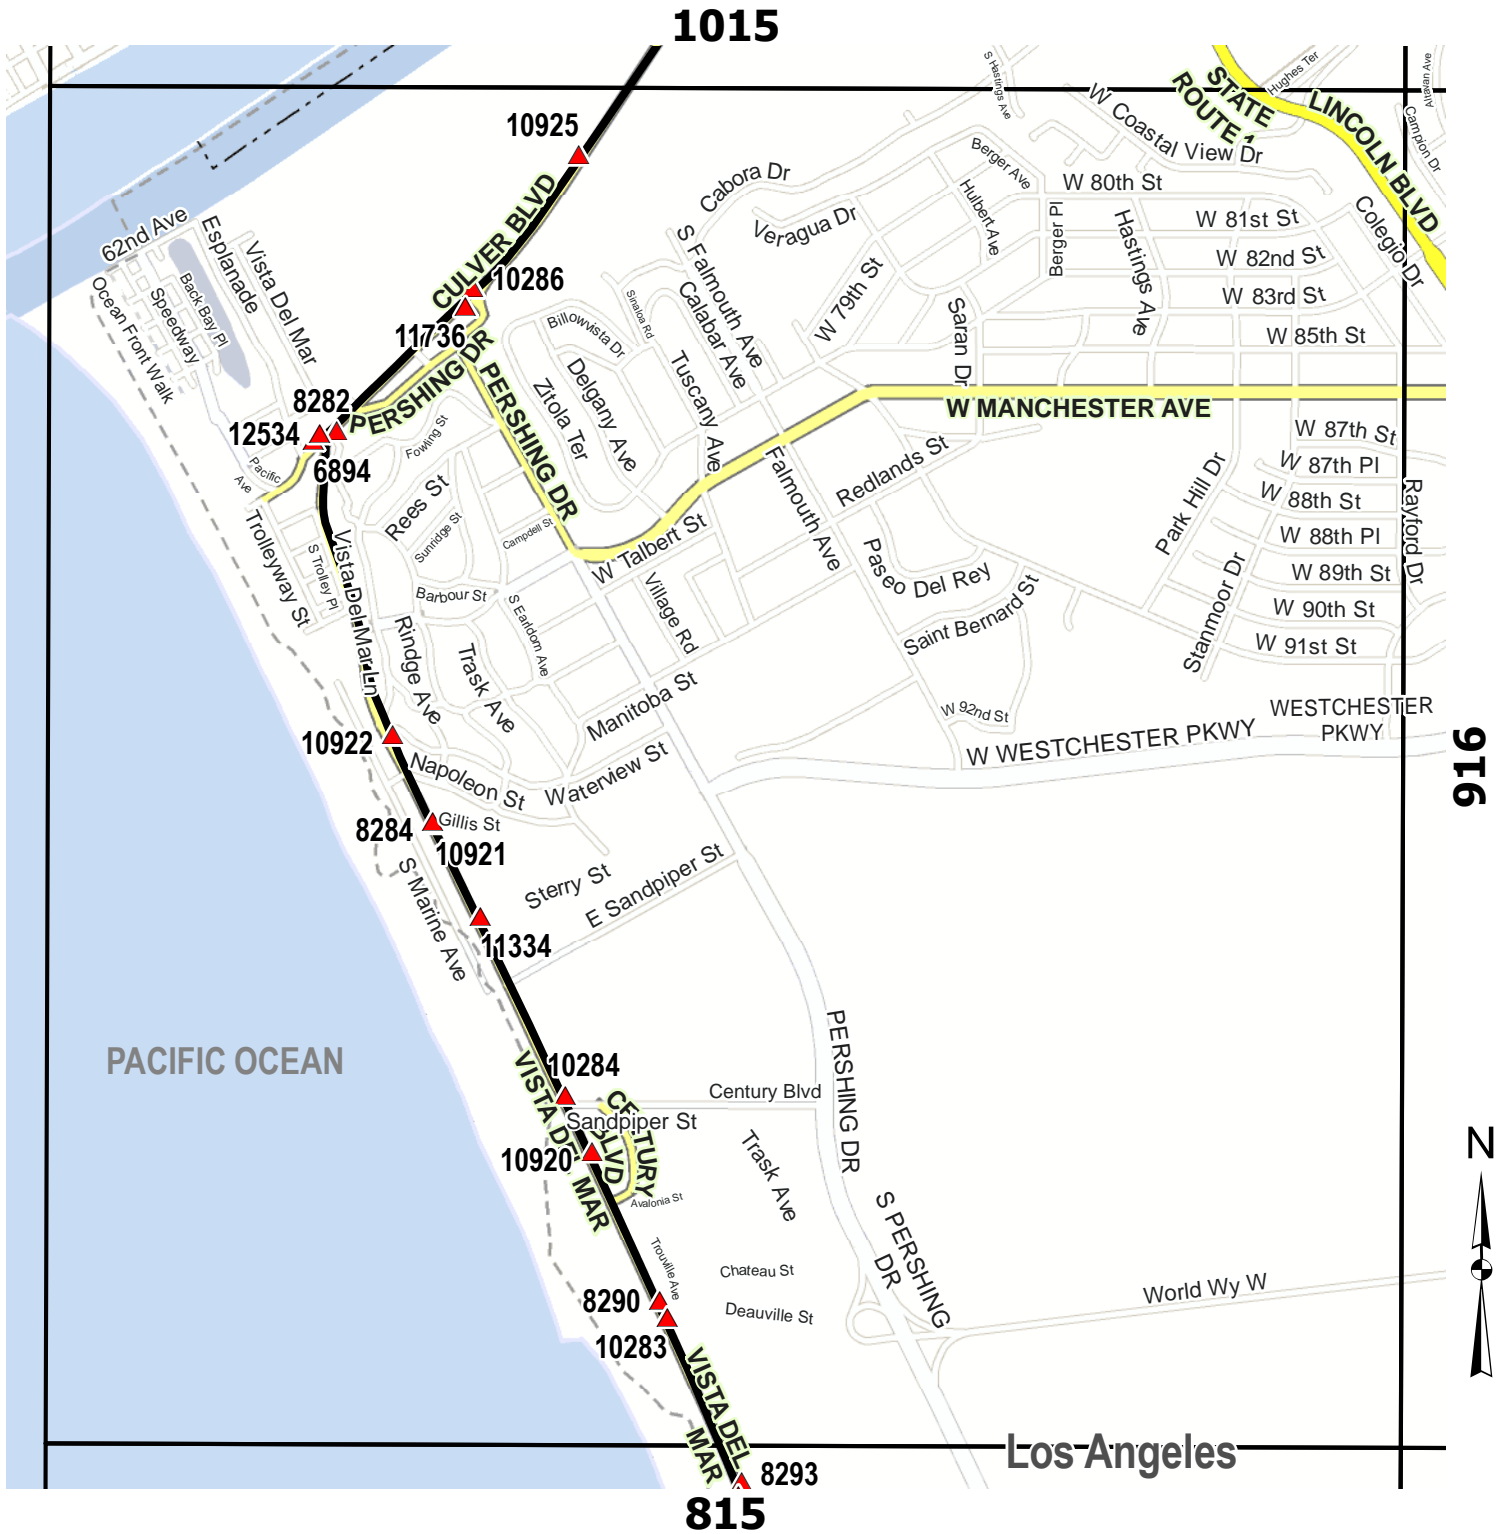 1015
10925
S Hastings Ave
STATE
ROUTE 1
Hughes Ter
Altavan Ave
LINCOLN BLVD
Campion Dr
W Coastal View Dr
Berger Ave
W 80th St
Cabora Dr
Veragua Dr
Hulbert Ave
Berger Pl
Hastings Ave
W 81st St
W 82nd St
W 83rd St
W 85th St
Colegio Dr
62nd Ave
Esplanade
Vista Del Mar
Back Bay Pl
Speedway
Ocean Front Walk
CULVER BLVD
10286
11736
PERSHING DR
PERSHING DR
8282
12534
6894
Pacific
Ave
Fowling St
Billowvista Dr
Sinaloa Rd
S Falmouth Ave
Calabar Ave
Tuscany Ave
Delgany Ave
Zitola Ter
W 79th St
Saran Dr
W MANCHESTER AVE
W 87th St
W 87th Pl
W 88th St
W 88th Pl
W 89th St
W 90th St
W 91st St
Rayford Dr
Park Hill Dr
Stanmoor Dr
Redlands St
Falmouth Ave
Paseo Del Rey
Saint Bernard St
W 92nd St
W WESTCHESTER PKWY
WESTCHESTER
PKWY
916
Rees St
Sunridge St
Campdell St
W Talbert St
Village Rd
Trolleyway St
S Trolley Pl
Vista Del Mar Ln
Barbour St
S Earldom Ave
Rindge Ave
Trask Ave
Manitoba St
Waterview St
Napoleon St
10922
8284
Gillis St
10921
S Marine Ave
Sterry St
E Sandpiper St
11334
PACIFIC OCEAN
10284
VISTA DEL MAR
CENTURY
BLVD
Century Blvd
Sandpiper St
10920
Avalonia St
Trask Ave
PERSHING DR
S PERSHING
DR
Trouville Ave
Chateau St
Deauville St
World Wy W
8290
10283
VISTA DEL
MAR
Los Angeles
8293
815
N